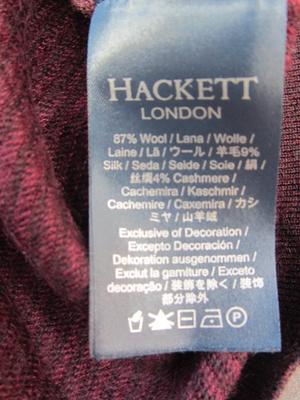 HACKETT
LONDON
87% Wool / Lana / Wolle /
Laine / Lã / ウール / 羊毛9%
Silk / Seda / Seide / Soie / 絹 /
丝绸4% Cashmere /
Cachemira / Kaschmir /
Cachemire / Caxemira / カシ
ミヤ / 山羊绒
Exclusive of Decoration /
Excepto Decoración /
Dekoration ausgenommen /
Exclut la garniture / Exceto
decoração / 装飾を除く / 装饰
部分除外
P